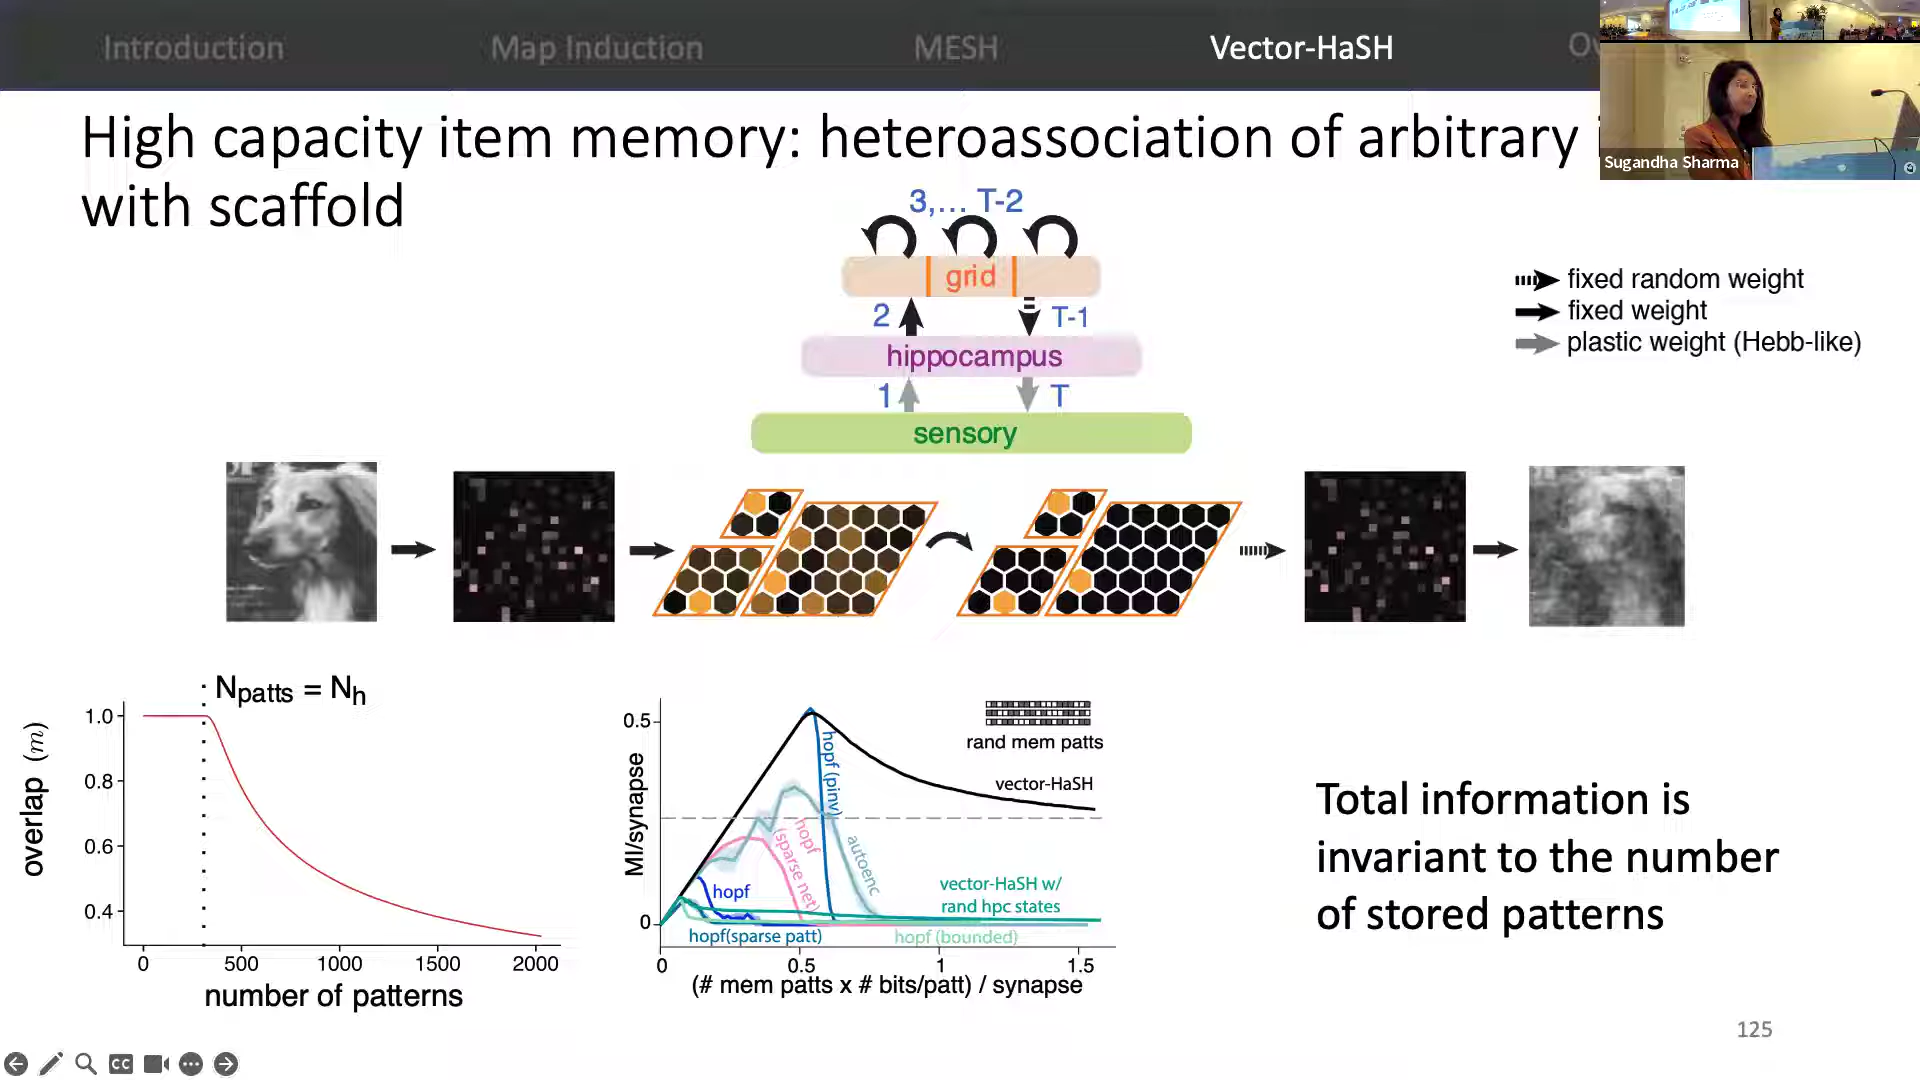 Introduction
Map Induction
MESH
Vector-HaSH
High capacity item memory: heteroassociation of arbitrary
with scaffold
Sugandha Sharma
3,... T-2
grid
2
T-1
hippocampus
1
T
sensory
fixed random weight
fixed weight
plastic weight (Hebb-like)
N_patts = N_h
overlap (m)
1.0
0.8
0.6
0.4
0
500
1000
1500
2000
number of patterns
MI/synapse
0.5
0
rand mem patts
vector-HaSH
hopf (pinv)
hopf
(sparse net)
autoenc
hopf
vector-HaSH w/
rand hpc states
hopf(sparse patt)
hopf (bounded)
0
0.5
1
1.5
(# mem patts x # bits/patt) / synapse
Total information is
invariant to the number
of stored patterns
125
CC